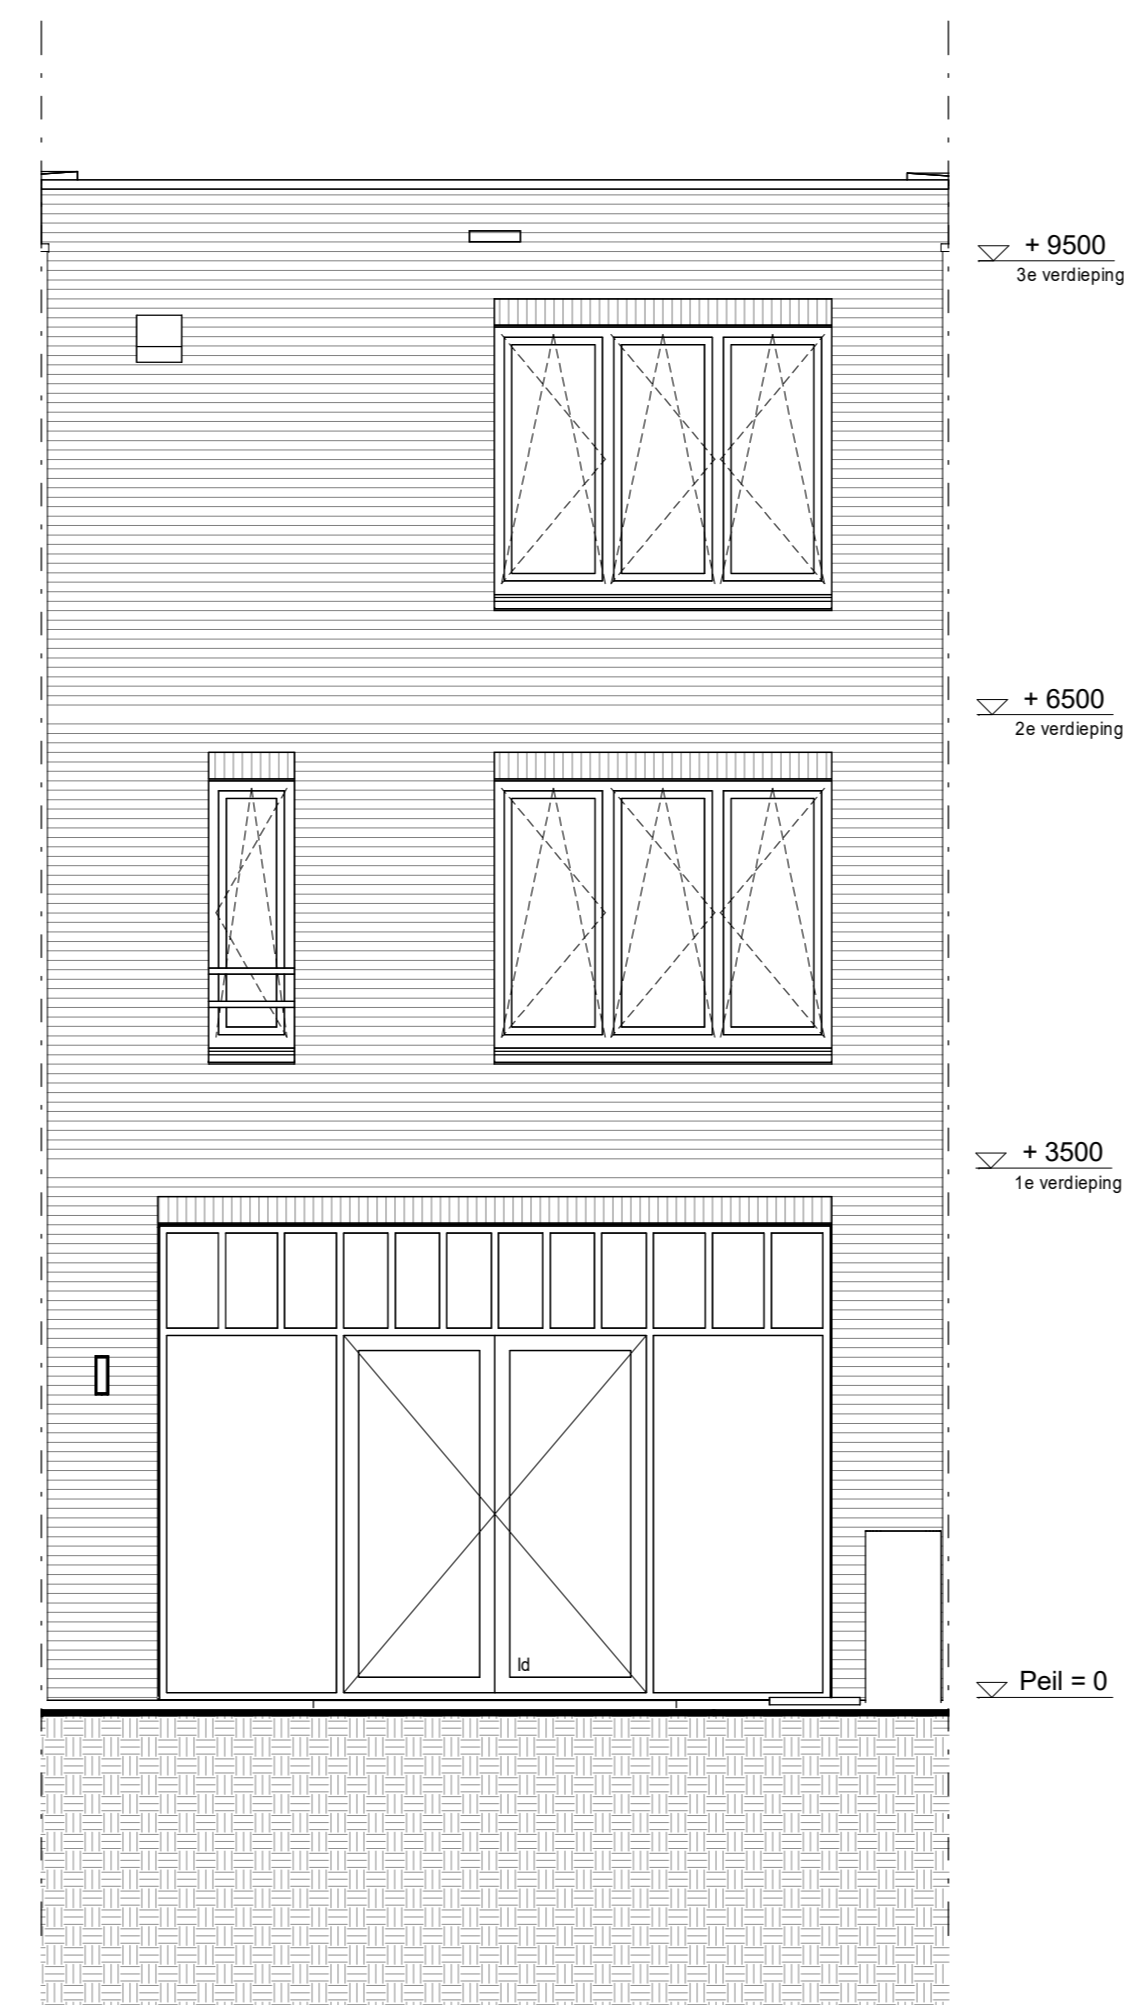 + 9500
3e verdieping
+ 6500
2e verdieping
+ 3500
1e verdieping
ld
Peil = 0